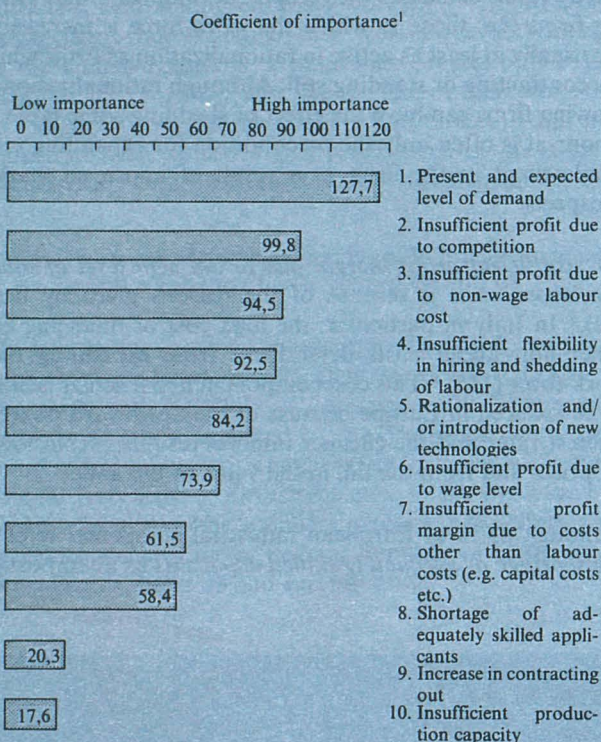 Coefficient of importance¹
Low importance High importance
0 10 20 30 40 50 60 70 80 90 100 110 120
127,7
1. Present and expected
level of demand
99,8
2. Insufficient profit due
to competition
94,5
3. Insufficient profit due
to non-wage labour
cost
92,5
4. Insufficient flexibility
in hiring and shedding
of labour
84,2
5. Rationalization and/
or introduction of new
technologies
73,9
6. Insufficient profit due
to wage level
61,5
7. Insufficient profit
margin due to costs
other than labour
costs (e.g. capital costs
etc.)
58,4
8. Shortage of ad-
equately skilled appli-
cants
20,3
9. Increase in contracting
out
17,6
10. Insufficient produc-
tion capacity